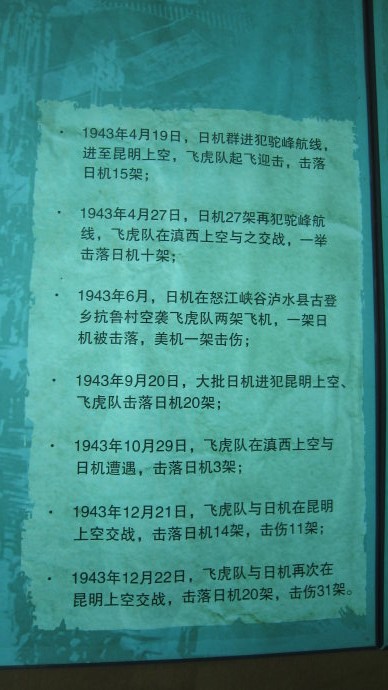 · 1943年4月19日，日机群进犯驼峰航线，
进至昆明上空，飞虎队起飞迎击，击落
日机15架；
· 1943年4月27日，日机27架再犯驼峰航
线，飞虎队在滇西上空与之交战，一举
击落日机十架；
· 1943年6月，日机在怒江峡谷泸水县古登
乡抗鲁村空袭飞虎队两架飞机，一架日
机被击落，美机一架击伤；
· 1943年9月20日，大批日机进犯昆明上空、
飞虎队击落日机20架；
· 1943年10月29日，飞虎队在滇西上空与
日机遭遇，击落日机3架；
· 1943年12月21日，飞虎队与日机在昆明
上空交战，击落日机14架，击伤11架；
· 1943年12月22日，飞虎队与日机再次在
昆明上空交战，击落日机20架，击伤31架。